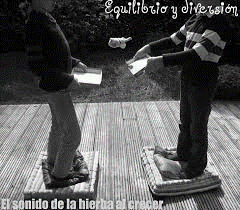 Equilibrio y diversión
El sonido de la hierba al crecer